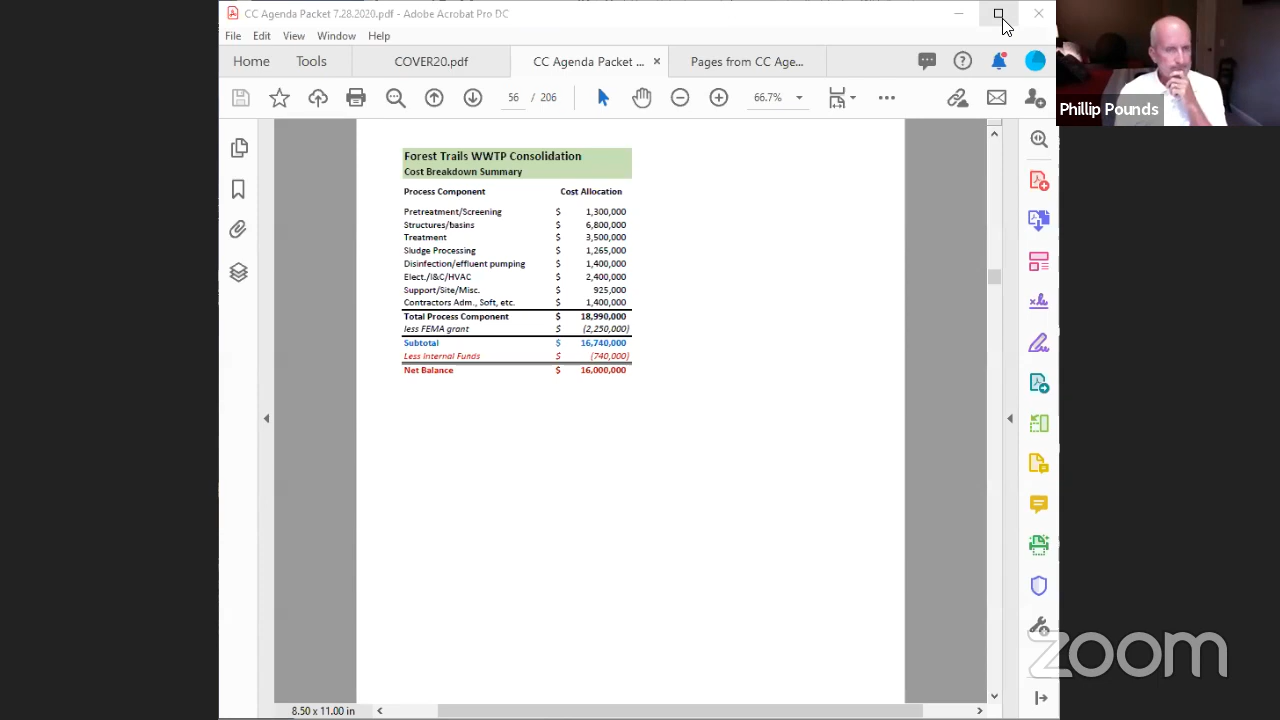 CC Agenda Packet 7.28.2020.pdf - Adobe Acrobat Pro DC
File Edit View Window Help
Home Tools COVER20.pdf CC Agenda Packet ... × Pages from CC Age...
56 / 206 66.7%
Phillip Pounds
Forest Trails WWTP Consolidation
Cost Breakdown Summary
Process Component Cost Allocation
Pretreatment/Screening $ 1,300,000
Structures/basins $ 6,800,000
Treatment $ 3,500,000
Sludge Processing $ 1,265,000
Disinfection/effluent pumping $ 1,400,000
Elect./I&C/HVAC $ 2,400,000
Support/Site/Misc. $ 925,000
Contractors Adm., Soft, etc. $ 1,400,000
Total Process Component $ 18,990,000
less FEMA grant $ (2,250,000)
Subtotal $ 16,740,000
Less Internal Funds $ (740,000)
Net Balance $ 16,000,000
zoom
8.50 x 11.00 in